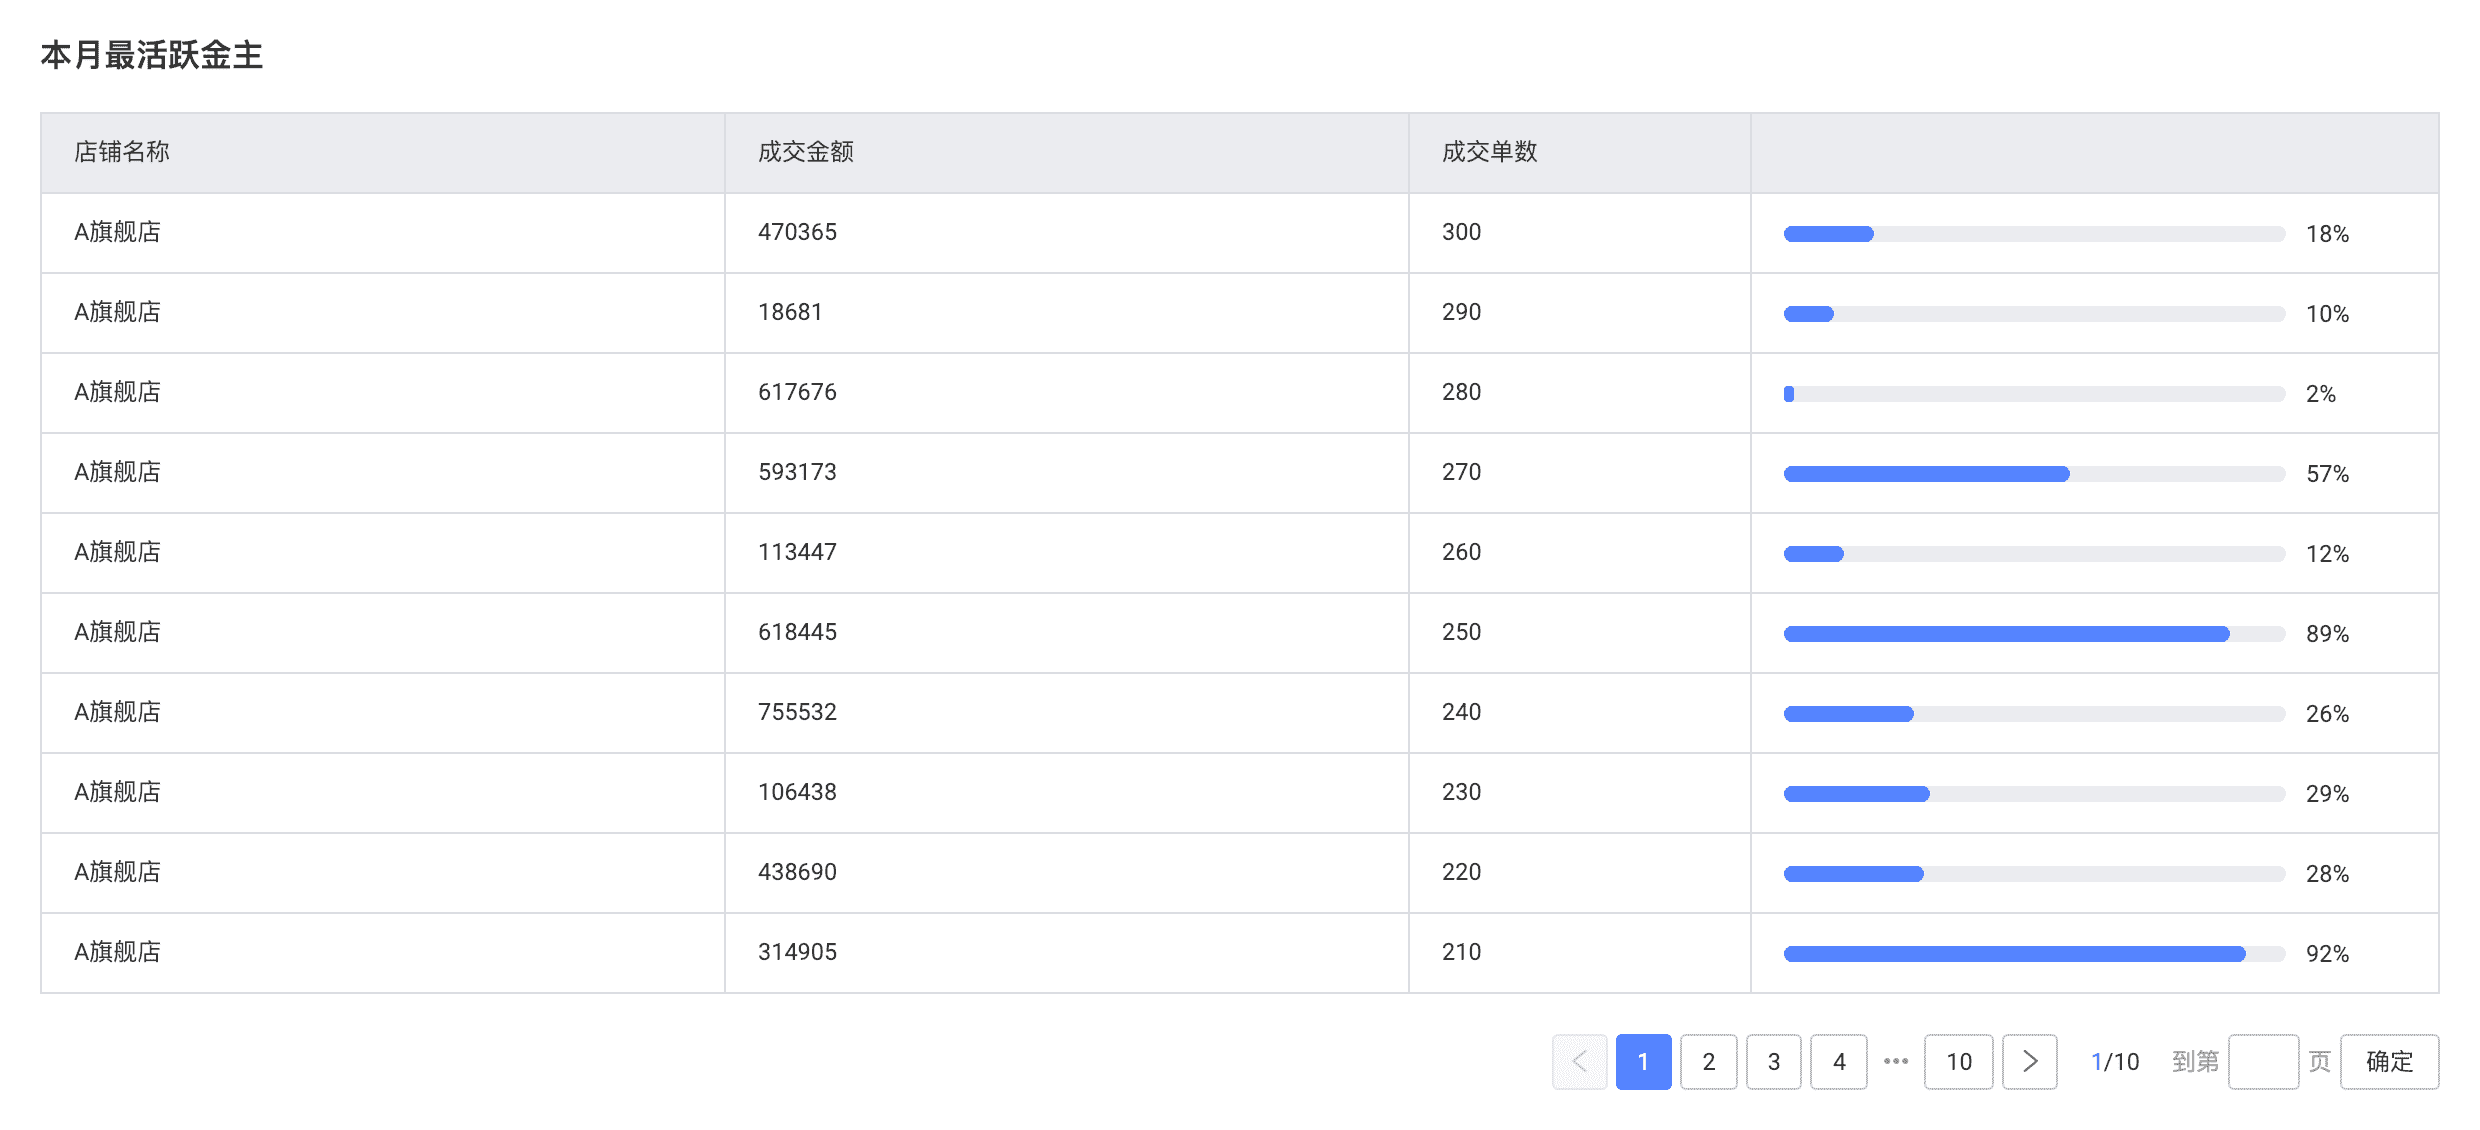 本月最活跃金主
店铺名称 成交金额 成交单数
A旗舰店 470365 300 18%
A旗舰店 18681 290 10%
A旗舰店 617676 280 2%
A旗舰店 593173 270 57%
A旗舰店 113447 260 12%
A旗舰店 618445 250 89%
A旗舰店 755532 240 26%
A旗舰店 106438 230 29%
A旗舰店 438690 220 28%
A旗舰店 314905 210 92%
1 2 3 4 ••• 10 1/10 到第 页 确定